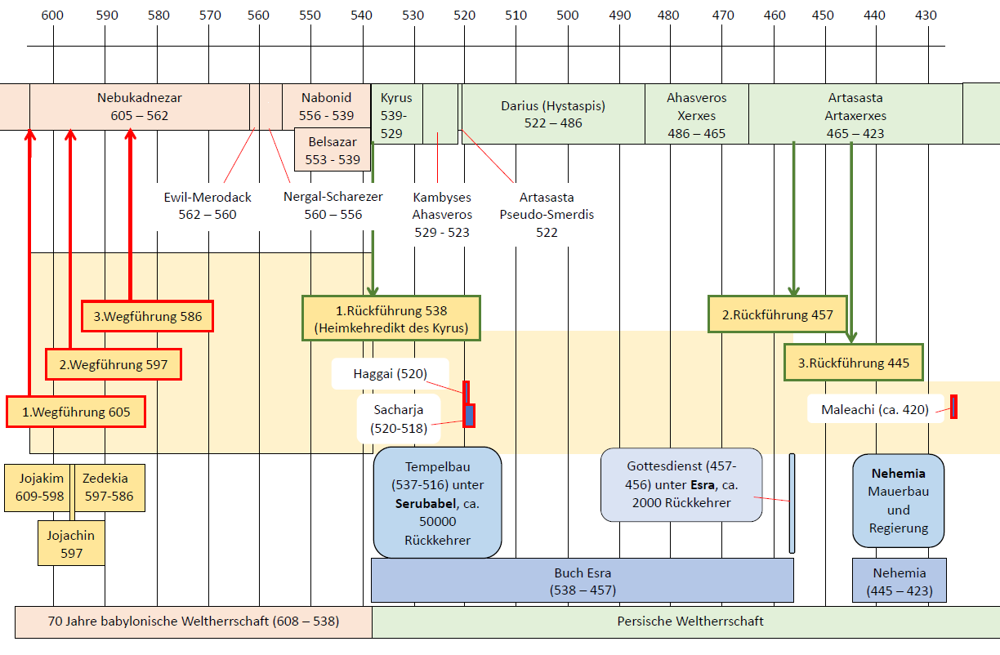 600 590 580 570 560 550 540 530 520 510 500 490 480 470 460 450 440 430
Nebukadnezar
605 – 562
Nabonid
556 - 539
Belsazar
553 - 539
Kyrus
539-
529
Darius (Hystaspis)
522 – 486
Ahasveros
Xerxes
486 – 465
Artasasta
Artaxerxes
465 – 423
Ewil-Merodack
562 – 560
Nergal-Scharezer
560 – 556
Kambyses
Ahasveros
529 - 523
Artasasta
Pseudo-Smerdis
522
3.Wegführung 586
2.Wegführung 597
1.Wegführung 605
1.Rückführung 538
(Heimkehredikt des Kyrus)
2.Rückführung 457
3.Rückführung 445
Haggai (520)
Sacharja
(520-518)
Maleachi (ca. 420)
Jojakim
609-598
Zedekia
597-586
Jojachin
597
Tempelbau
(537-516) unter
Serubabel, ca.
50000
Rückkehrer
Gottesdienst (457-
456) unter Esra, ca.
2000 Rückkehrer
Nehemia
Mauerbau
und
Regierung
Buch Esra
(538 – 457)
Nehemia
(445 – 423)
70 Jahre babylonische Weltherrschaft (608 – 538)
Persische Weltherrschaft